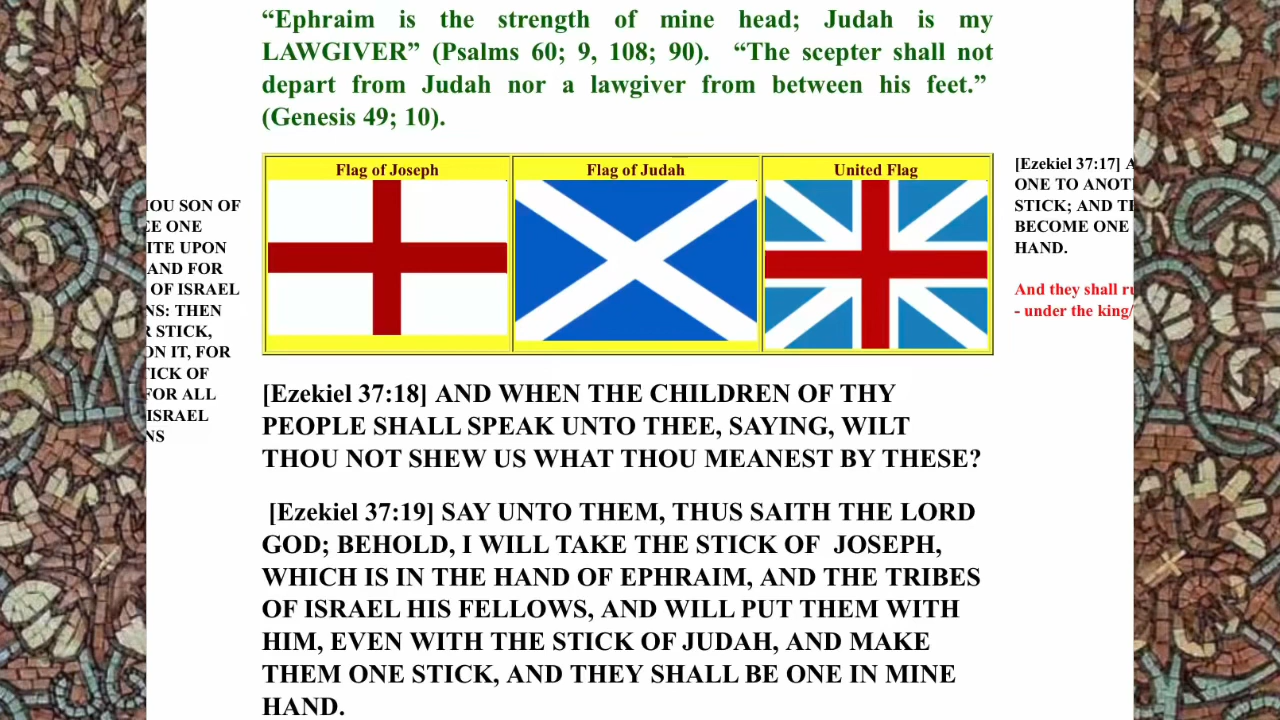 “Ephraim is the strength of mine head; Judah is my
LAWGIVER” (Psalms 60; 9, 108; 90). “The scepter shall not
depart from Judah nor a lawgiver from between his feet.”
(Genesis 49; 10).
Flag of Joseph
Flag of Judah
United Flag
SON OF
ONE
UPON
AND FOR
OF ISRAEL
THEN
STICK,
ON IT, FOR
OF
FOR ALL
ISRAEL
[Ezekiel 37:17]
ONE TO
STICK; AND
BECOME ONE
HAND.
And they shall
- under the king/
[Ezekiel 37:18] AND WHEN THE CHILDREN OF THY
PEOPLE SHALL SPEAK UNTO THEE, SAYING, WILT
THOU NOT SHEW US WHAT THOU MEANEST BY THESE?
[Ezekiel 37:19] SAY UNTO THEM, THUS SAITH THE LORD
GOD; BEHOLD, I WILL TAKE THE STICK OF JOSEPH,
WHICH IS IN THE HAND OF EPHRAIM, AND THE TRIBES
OF ISRAEL HIS FELLOWS, AND WILL PUT THEM WITH
HIM, EVEN WITH THE STICK OF JUDAH, AND MAKE
THEM ONE STICK, AND THEY SHALL BE ONE IN MINE
HAND.